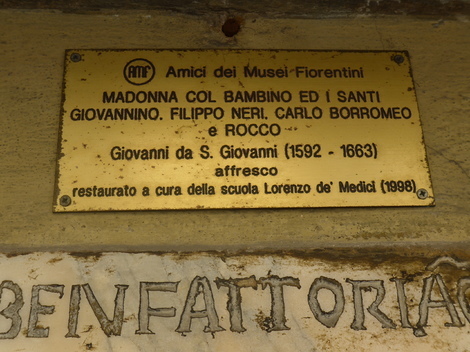 AMF Amici dei Musei Fiorentini
MADONNA COL BAMBINO ED I SANTI
GIOVANNINO, FILIPPO NERI, CARLO BORROMEO
e ROCCO
Giovanni da S. Giovanni (1592 - 1663)
affresco
restaurato a cura della scuola Lorenzo de' Medici (1998)
BENFATTORIA